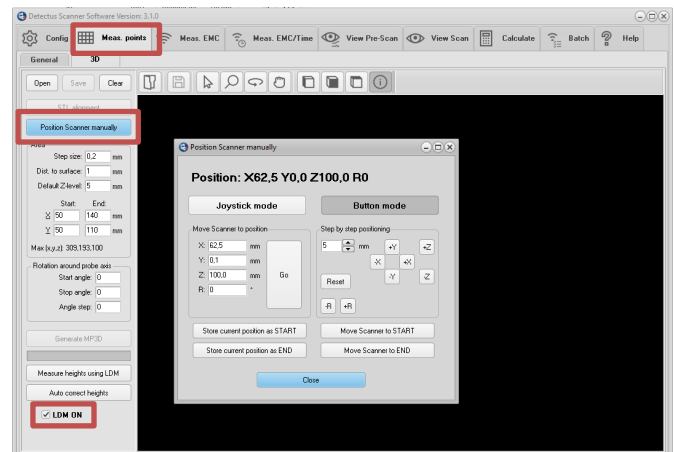 Detectus Scanner Software Version: 3.1.0
Config Meas. points Meas. EMC Meas. EMC/Time View Pre-Scan View Scan Calculate Batch Help
General 3D
Open Save Clear
STL alignment
Position Scanner manually
Area
Step size: 0,2 mm
Dist. to surface: 1 mm
Default Z-level: 5 mm
Start: End:
X 50 140 mm
Y 50 110 mm
Max (x,y,z): 309,193,100
Rotation around probe axis
Start angle: 0
Stop angle: 0
Angle step: 0
Generate MP3D
Measure heights using LDM
Auto correct heights
LDM ON
Position Scanner manually
Position: X62,5 Y0,0 Z100,0 R0
Joystick mode Button mode
Move Scanner to position Step by step positioning
X: 62,5 mm
Y: 0,1 mm
Z: 100,0 mm
R: 0 °
Go
5 mm +Y +Z
-X +X
Reset -Y -Z
-R +R
Store current position as START Move Scanner to START
Store current position as END Move Scanner to END
Close